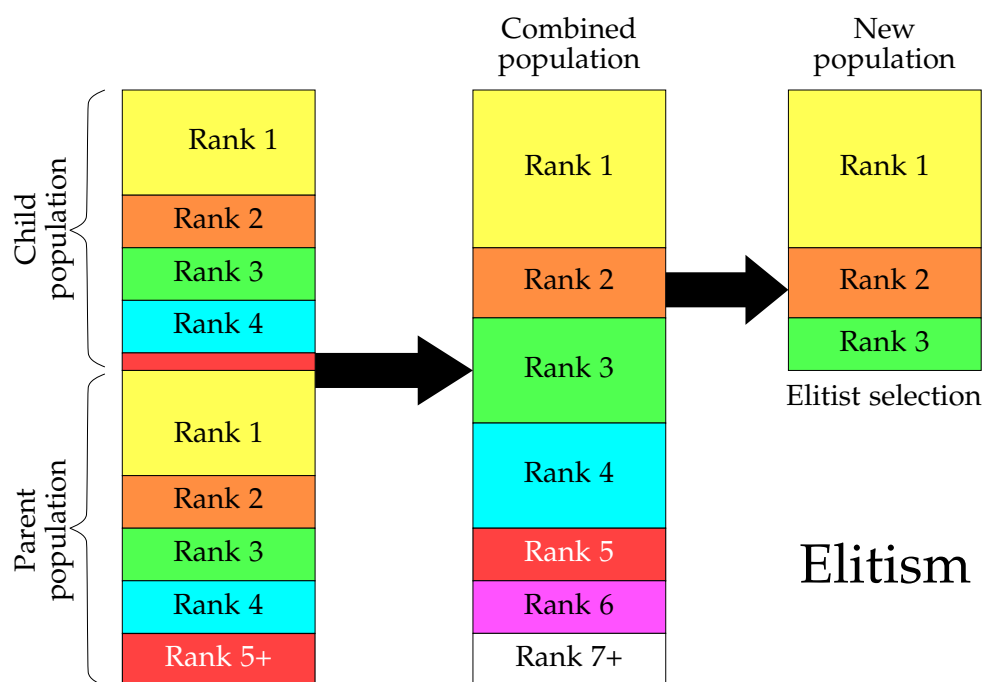 Combined
population
New
population
Child
population
Rank 1
Rank 2
Rank 3
Rank 4
Parent
population
Rank 1
Rank 2
Rank 3
Rank 4
Rank 5+
Rank 1
Rank 2
Rank 3
Rank 4
Rank 5
Rank 6
Rank 7+
Rank 1
Rank 2
Rank 3
Elitist selection
Elitism